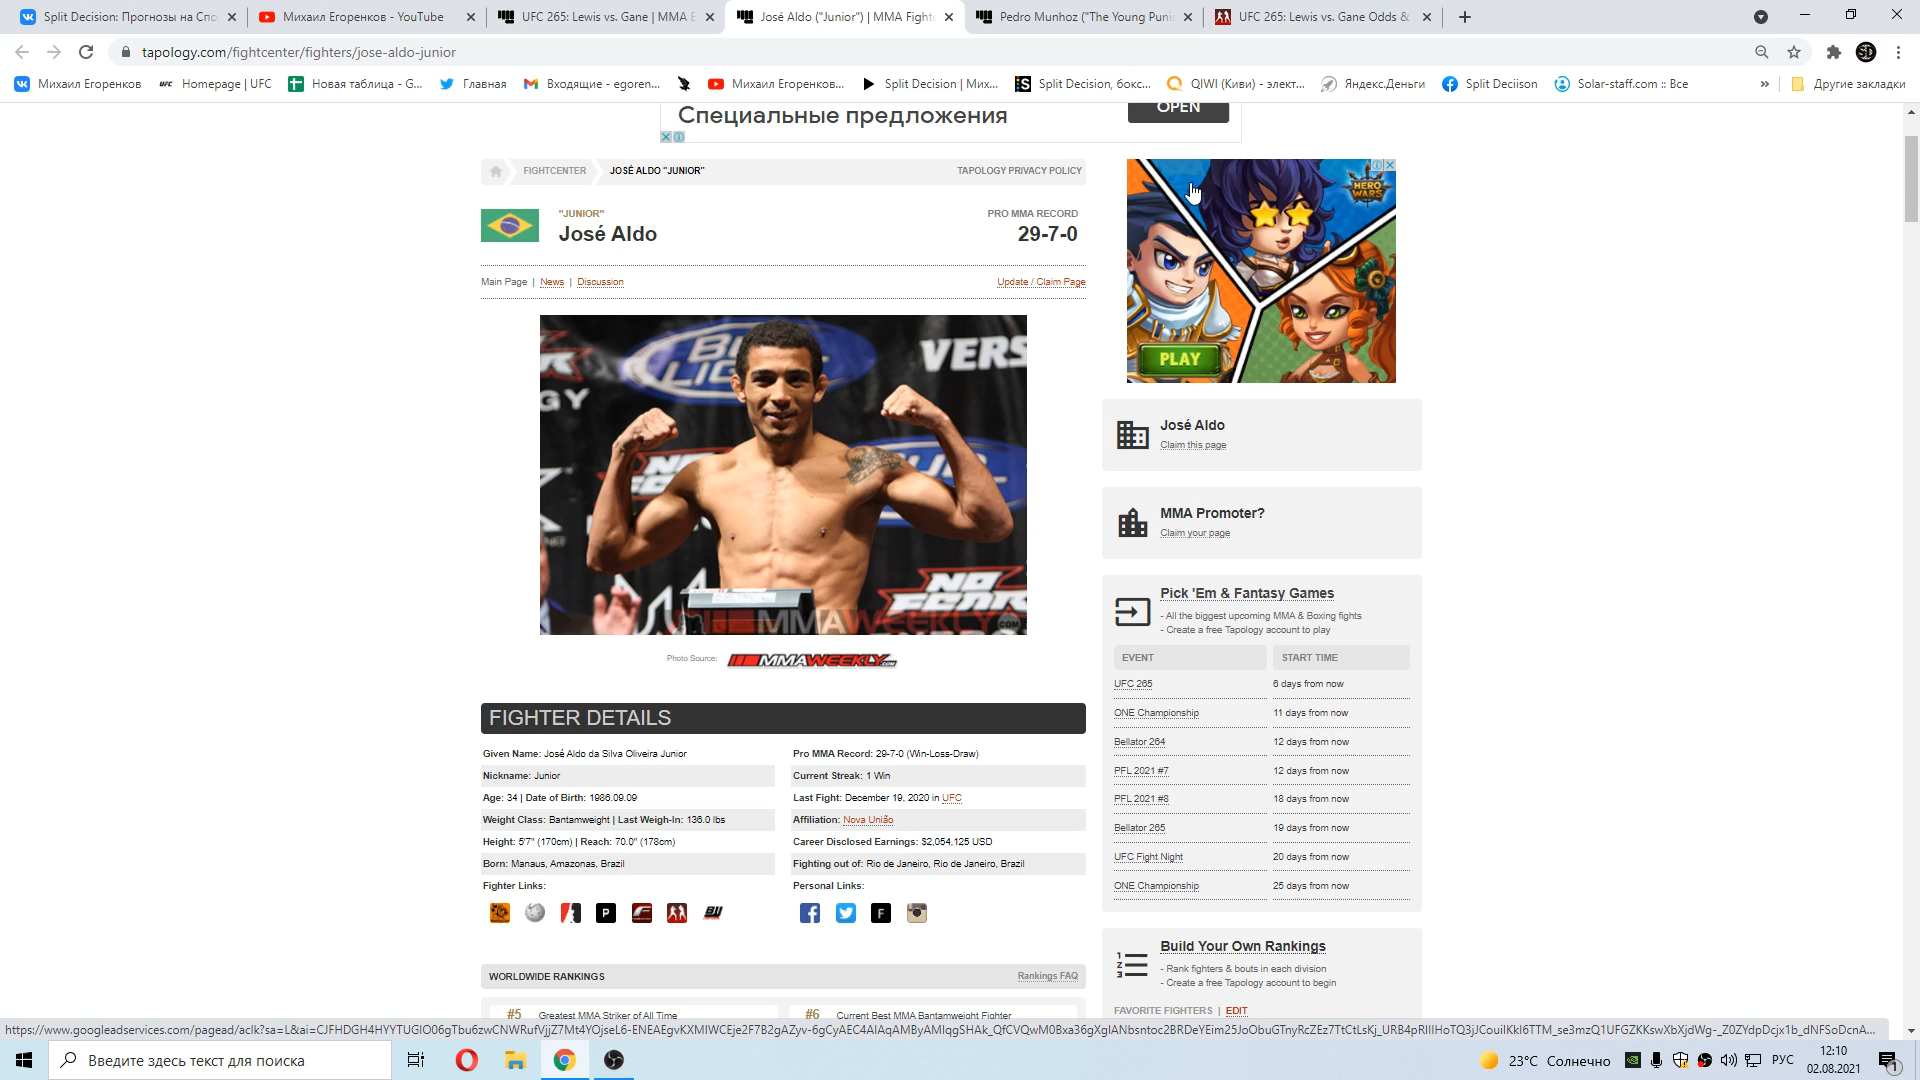 Split Decision: Прогнозы на Спо
Михаил Егоренков - YouTube
UFC 265: Lewis vs. Gane | MMA E
José Aldo ("Junior") | MMA Fighte
Pedro Munhoz ("The Young Puni
UFC 265: Lewis vs. Gane Odds &
tapology.com/fightcenter/fighters/jose-aldo-junior
Михаил Егоренков
UFC Homepage | UFC
Новая таблица - G...
Главная
Входящие - egoren...
Михаил Егоренков...
Split Decision | Мих...
Split Decision, бокс...
QIWI (Киви) - элект...
Яндекс.Деньги
Split Deciison
Solar-staff.com :: Все
»
Другие закладки
Специальные предложения
OPEN
FIGHTCENTER
JOSÉ ALDO "JUNIOR"
TAPOLOGY PRIVACY POLICY
"JUNIOR"
José Aldo
PRO MMA RECORD
29-7-0
Main Page | News | Discussion
Update / Claim Page
VERS
NO FEAR
MMAWEEKLY.COM
Photo Source: MMAWEEKLY.com
HERO WARS
PLAY
José Aldo
Claim this page
MMA Promoter?
Claim your page
Pick 'Em & Fantasy Games
- All the biggest upcoming MMA & Boxing fights
- Create a free Tapology account to play
EVENT START TIME
UFC 265 6 days from now
ONE Championship 11 days from now
Bellator 264 12 days from now
PFL 2021 #7 12 days from now
PFL 2021 #8 18 days from now
Bellator 265 19 days from now
UFC Fight Night 20 days from now
ONE Championship 25 days from now
Build Your Own Rankings
- Rank fighters & bouts in each division
- Create a free Tapology account to begin
FAVORITE FIGHTERS | EDIT
FIGHTER DETAILS
Given Name: José Aldo da Silva Oliveira Junior
Pro MMA Record: 29-7-0 (Win-Loss-Draw)
Nickname: Junior
Current Streak: 1 Win
Age: 34 | Date of Birth: 1986.09.09
Last Fight: December 19, 2020 in UFC
Weight Class: Bantamweight | Last Weigh-In: 136.0 lbs
Affiliation: Nova União
Height: 5'7" (170cm) | Reach: 70.0" (178cm)
Career Disclosed Earnings: $2,054,125 USD
Born: Manaus, Amazonas, Brazil
Fighting out of: Rio de Janeiro, Rio de Janeiro, Brazil
Fighter Links:
Personal Links:
WORLDWIDE RANKINGS
Rankings FAQ
#5 Greatest MMA Striker of All Time
#6 Current Best MMA Bantamweight Fighter
Введите здесь текст для поиска
23°C Солнечно
РУС
12:10
02.08.2021
1